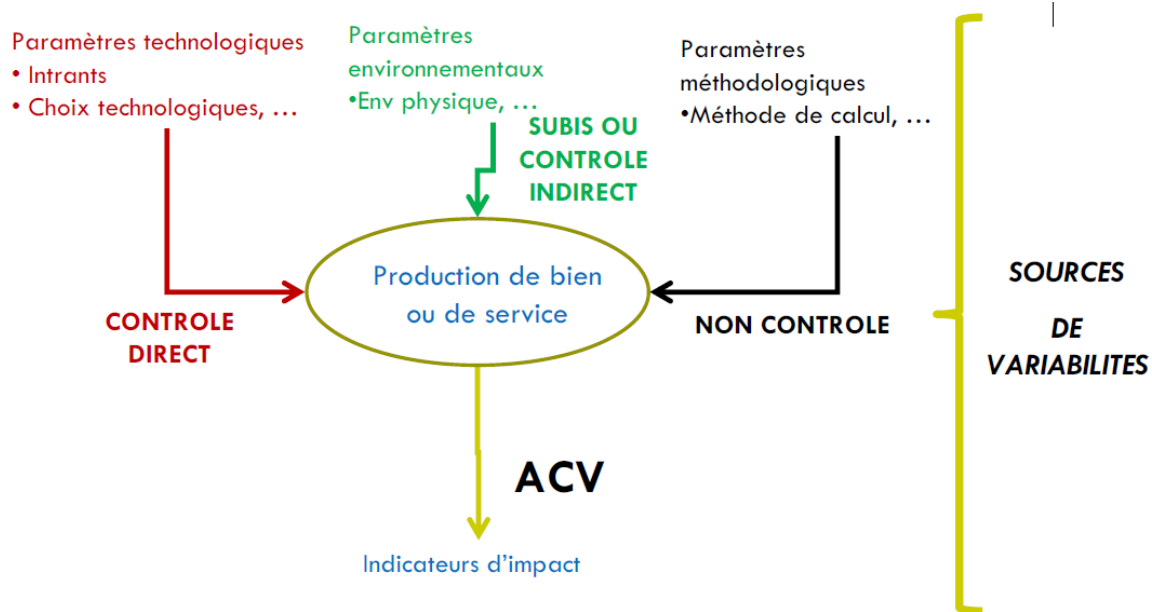 Paramètres technologiques
• Intrants
• Choix technologiques, ...
Paramètres
environnementaux
•Env physique, ...
SUBIS OU
CONTROLE
INDIRECT
Paramètres
méthodologiques
•Méthode de calcul, ...
Production de bien
ou de service
CONTROLE
DIRECT
NON CONTROLE
SOURCES
DE
VARIABILITES
ACV
Indicateurs d'impact